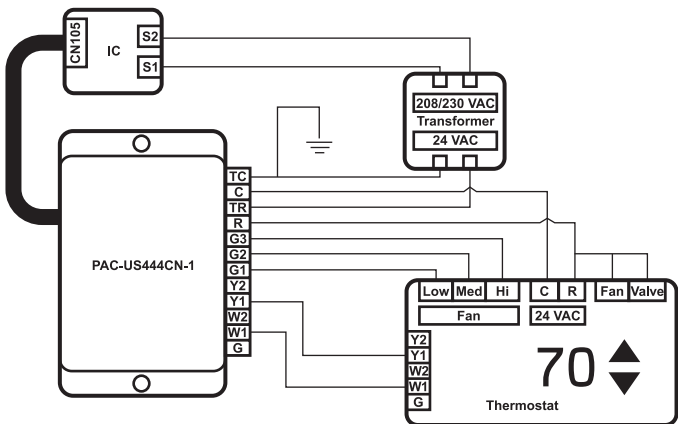 CN105
IC
S2
S1
208/230 VAC
Transformer
24 VAC
PAC-US444CN-1
TC
C
TR
R
G3
G2
G1
Y2
Y1
W2
W1
G
Low Med Hi C R Fan Valve
Fan 24 VAC
Y2
Y1
W2
W1
G
70
Thermostat